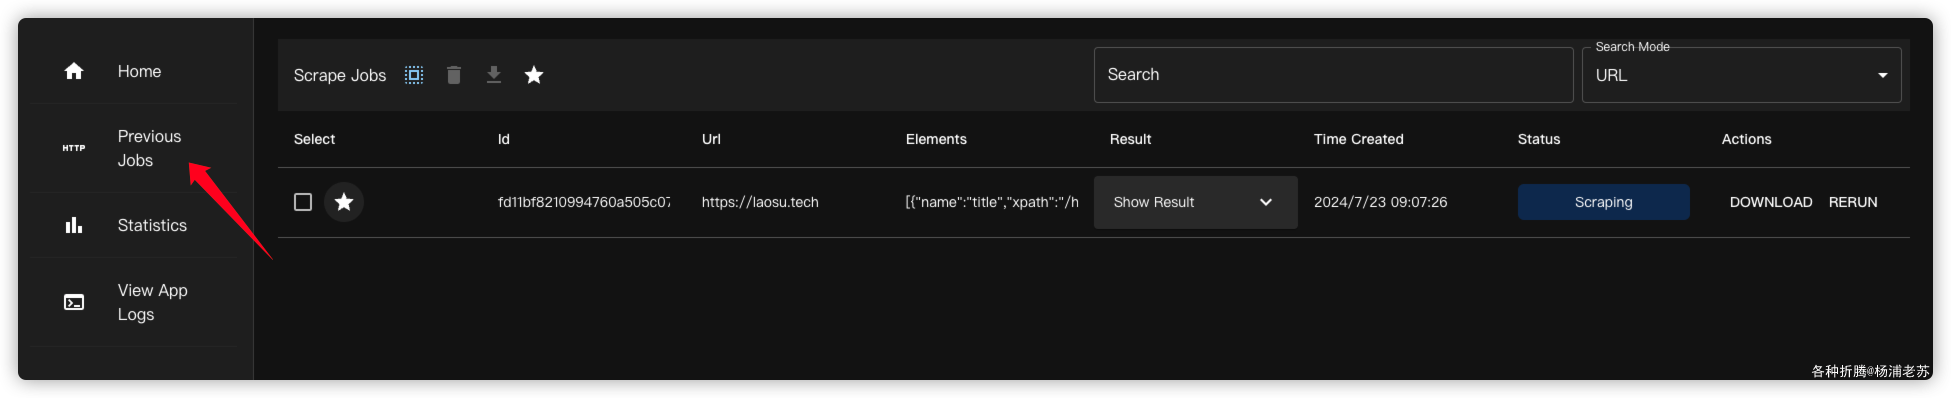 Home
HTTP
Previous
Jobs
Statistics
View App
Logs
Scrape Jobs
Search
Search Mode
URL
Select Id Url Elements Result Time Created Status Actions
fd11bf8210994760a505c07 https://laosu.tech [{"name":"title","xpath":"/h Show Result 2024/7/23 09:07:26 Scraping DOWNLOAD RERUN
各种折腾@杨浦老苏